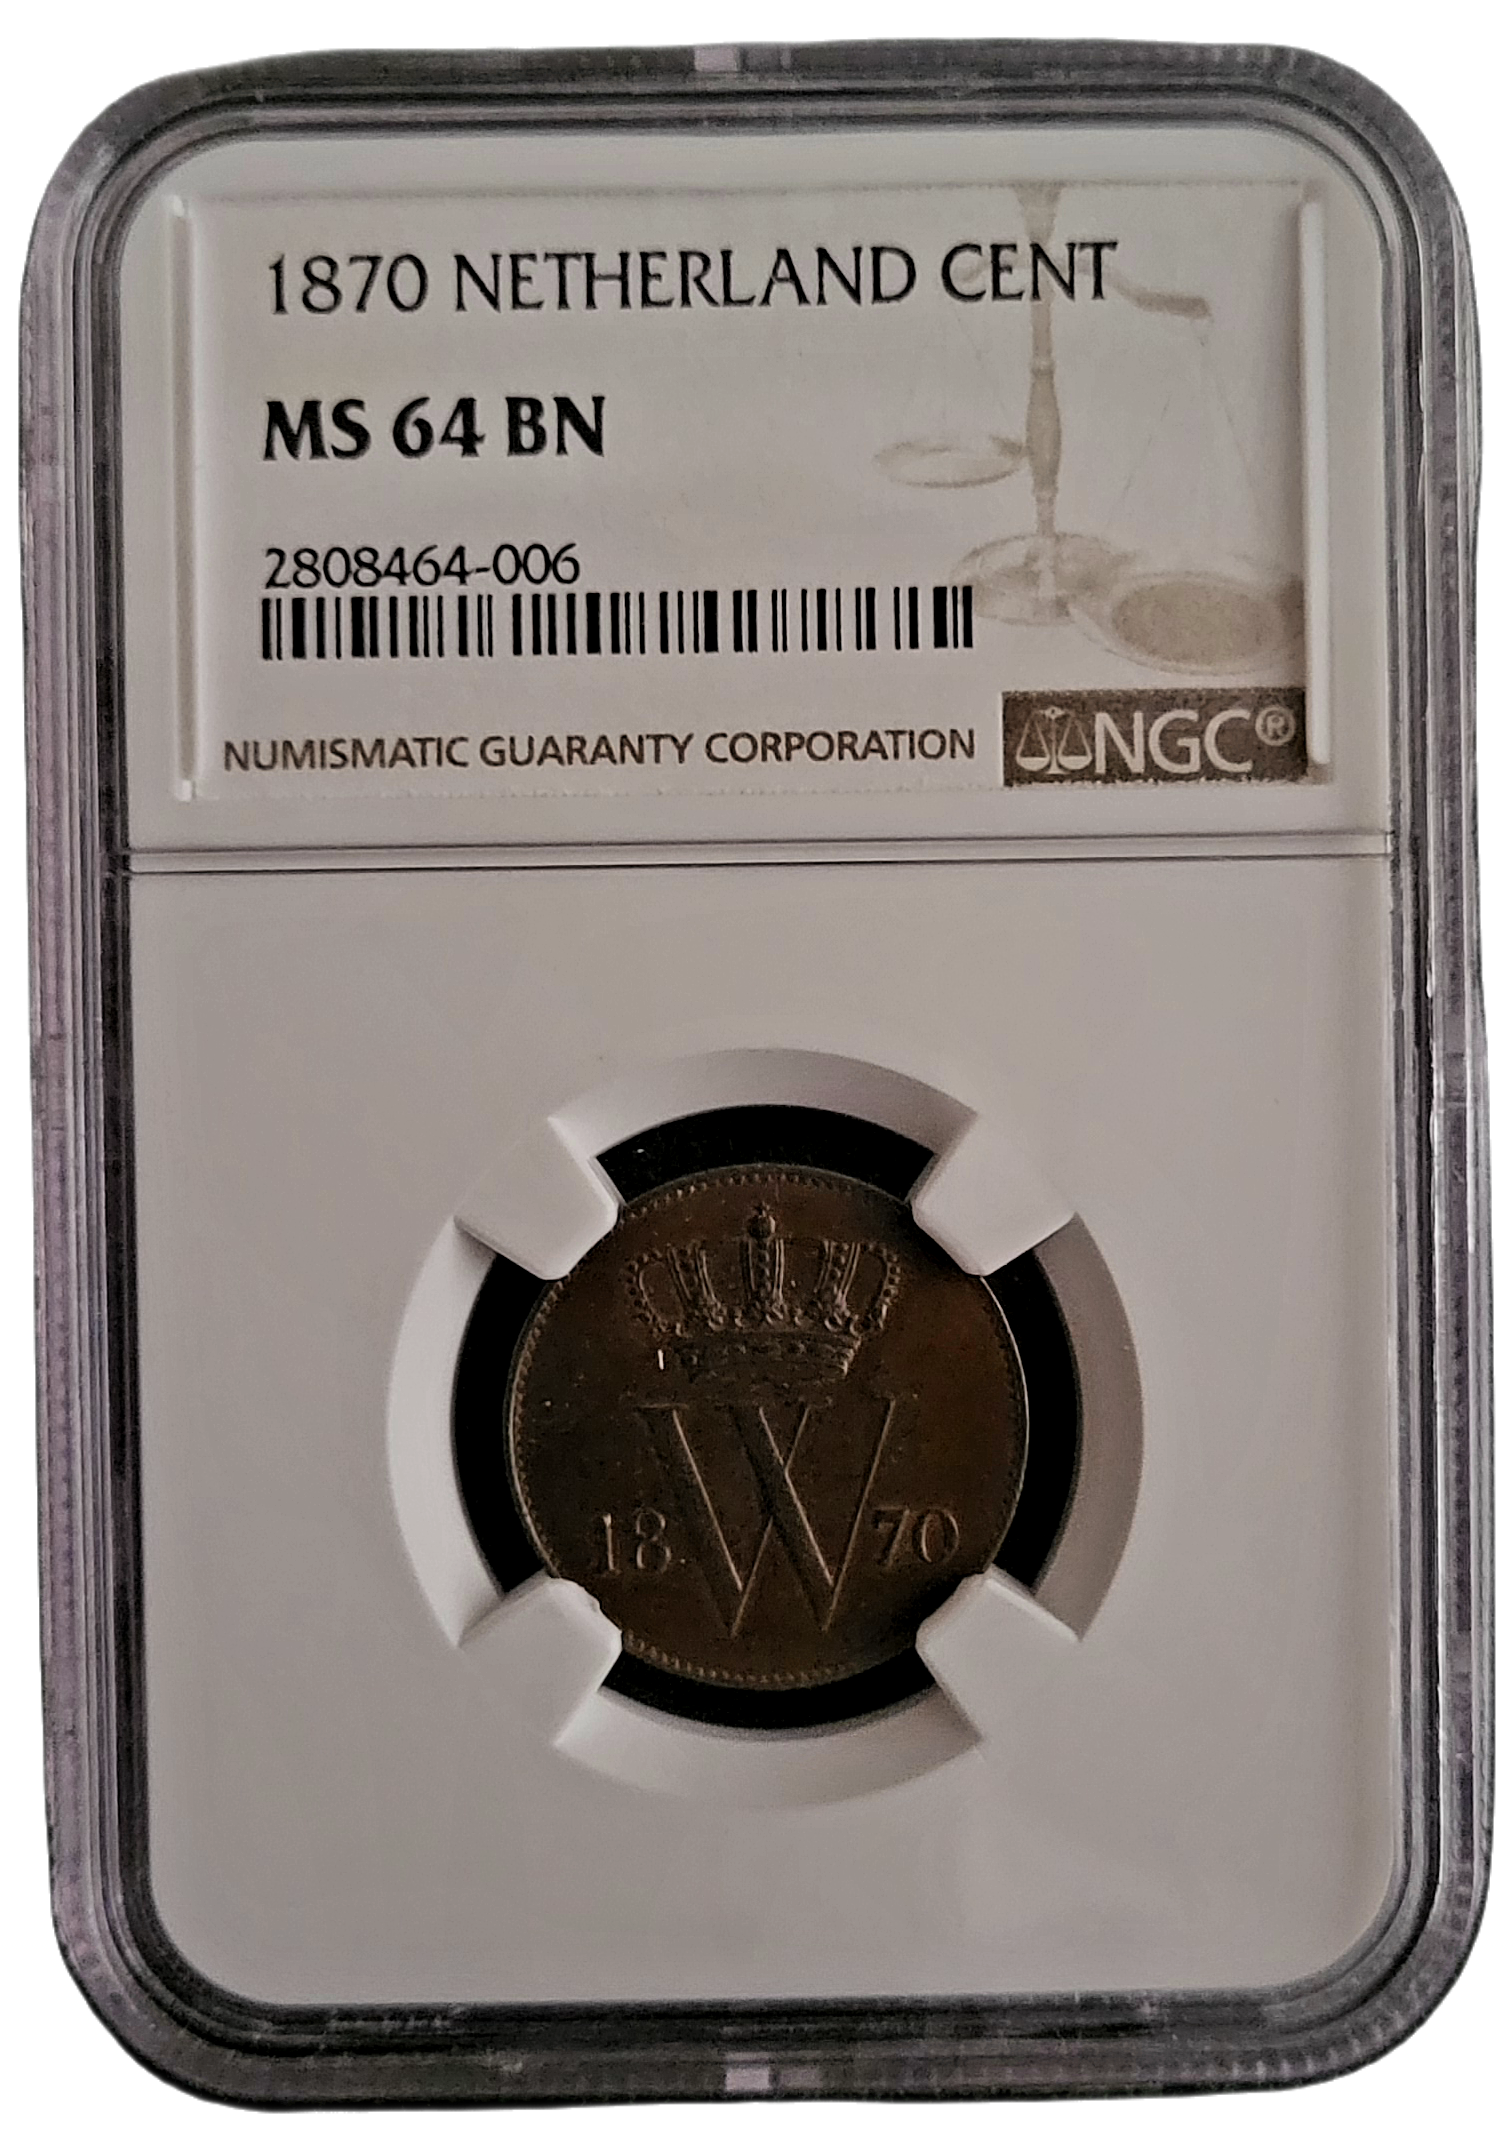 1870 NETHERLAND CENT
MS 64 BN
2808464-006
NUMISMATIC GUARANTY CORPORATION
NGC®
W
18 70